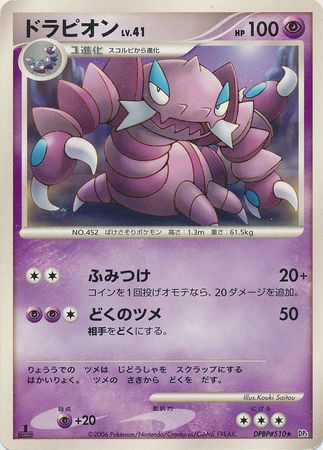 ドラピオン LV.41 HP 100
1進化 スコルピから進化
NO.452 ばけさそりポケモン 高さ：1.3m 重さ：61.5kg
ふみつけ 20+
コインを1回投げオモテなら、20ダメージを追加。
どくのツメ 50
相手をどくにする。
りょううでの ツメは じどうしゃを スクラップにする
はかいりょく。 ツメの さきから どくを だす。
Illus.Kouki Saitou
弱点 抵抗力 にげる
+20
1 EDITION ©2006 Pokémon/Nintendo/Creatures/GAME FREAK. DPBP#510★ DP2